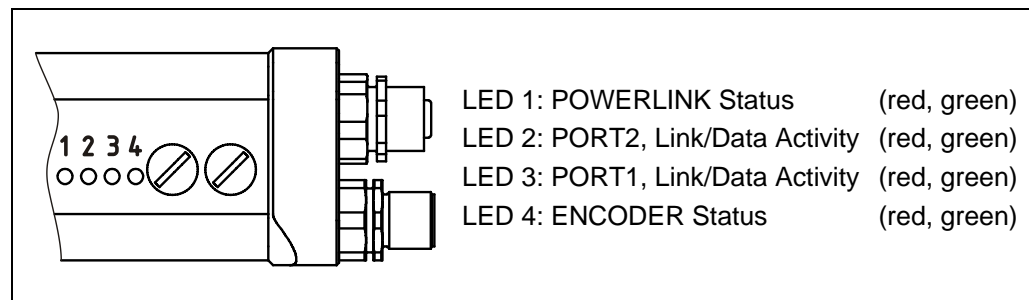 1 2 3 4
LED 1: POWERLINK Status (red, green)
LED 2: PORT2, Link/Data Activity (red, green)
LED 3: PORT1, Link/Data Activity (red, green)
LED 4: ENCODER Status (red, green)